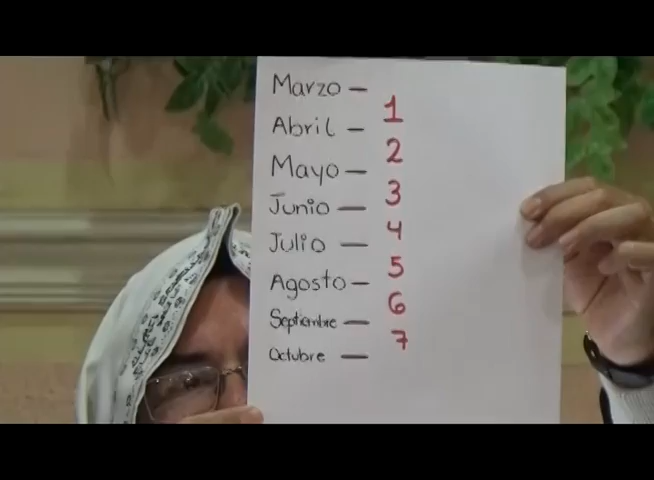 Marzo —
1
Abril —
2
Mayo —
3
Junio —
4
Julio —
5
Agosto —
6
Septiembre —
7
Octubre —